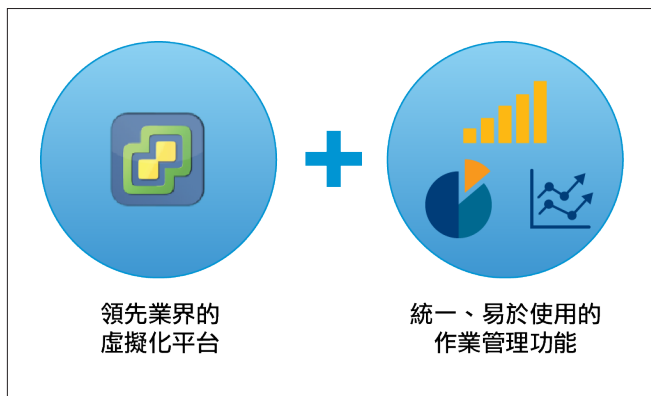 領先業界的
虛擬化平台
統一、易於使用的
作業管理功能